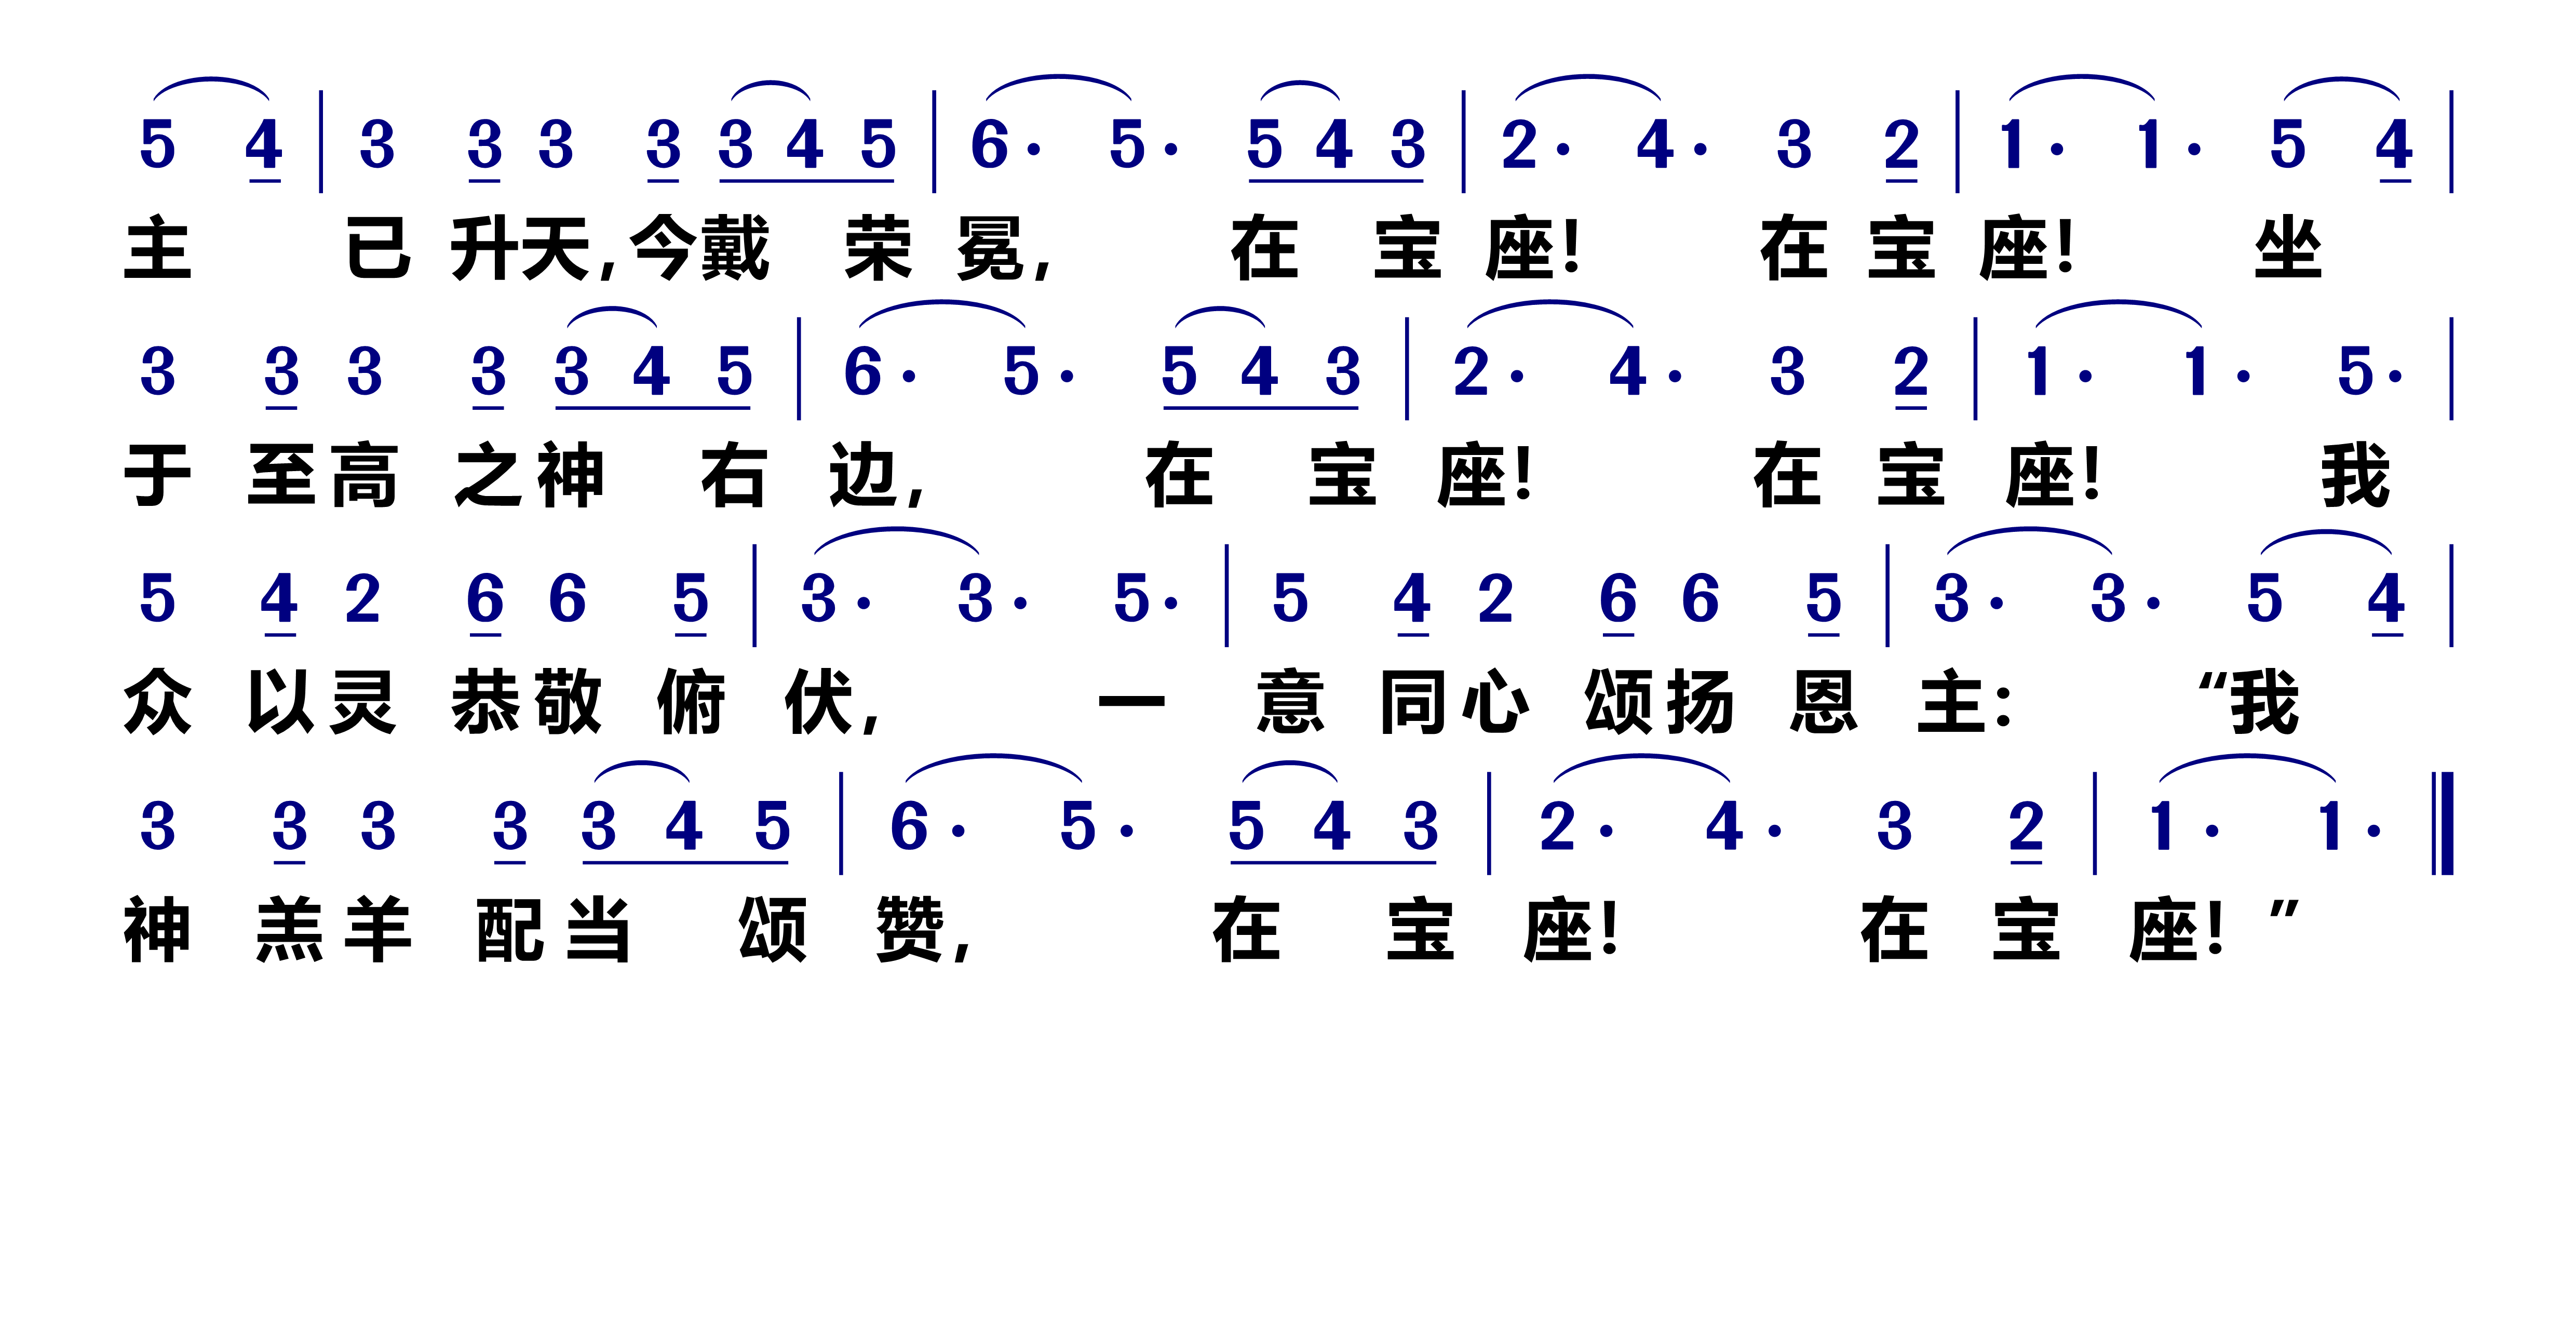 5 4 | 3 3 3 3 3 4 5 | 6· 5· 5 4 3 | 2· 4· 3 2 | 1· 1· 5 4 |
主 已 升天,今戴 荣 冕, 在 宝 座! 在 宝 座! 坐
3 3 3 3 3 4 5 | 6· 5· 5 4 3 | 2· 4· 3 2 | 1· 1· 5· |
于 至高 之神 右 边, 在 宝 座! 在 宝 座! 我
5 4 2 6 6 5 | 3· 3· 5· | 5 4 2 6 6 5 | 3· 3· 5 4 |
众 以灵 恭敬 俯 伏, 一 意 同心 颂扬 恩 主: “我
3 3 3 3 3 4 5 | 6· 5· 5 4 3 | 2· 4· 3 2 | 1· 1· ‖
神 羔羊 配当 颂 赞, 在 宝 座! 在 宝 座! ”